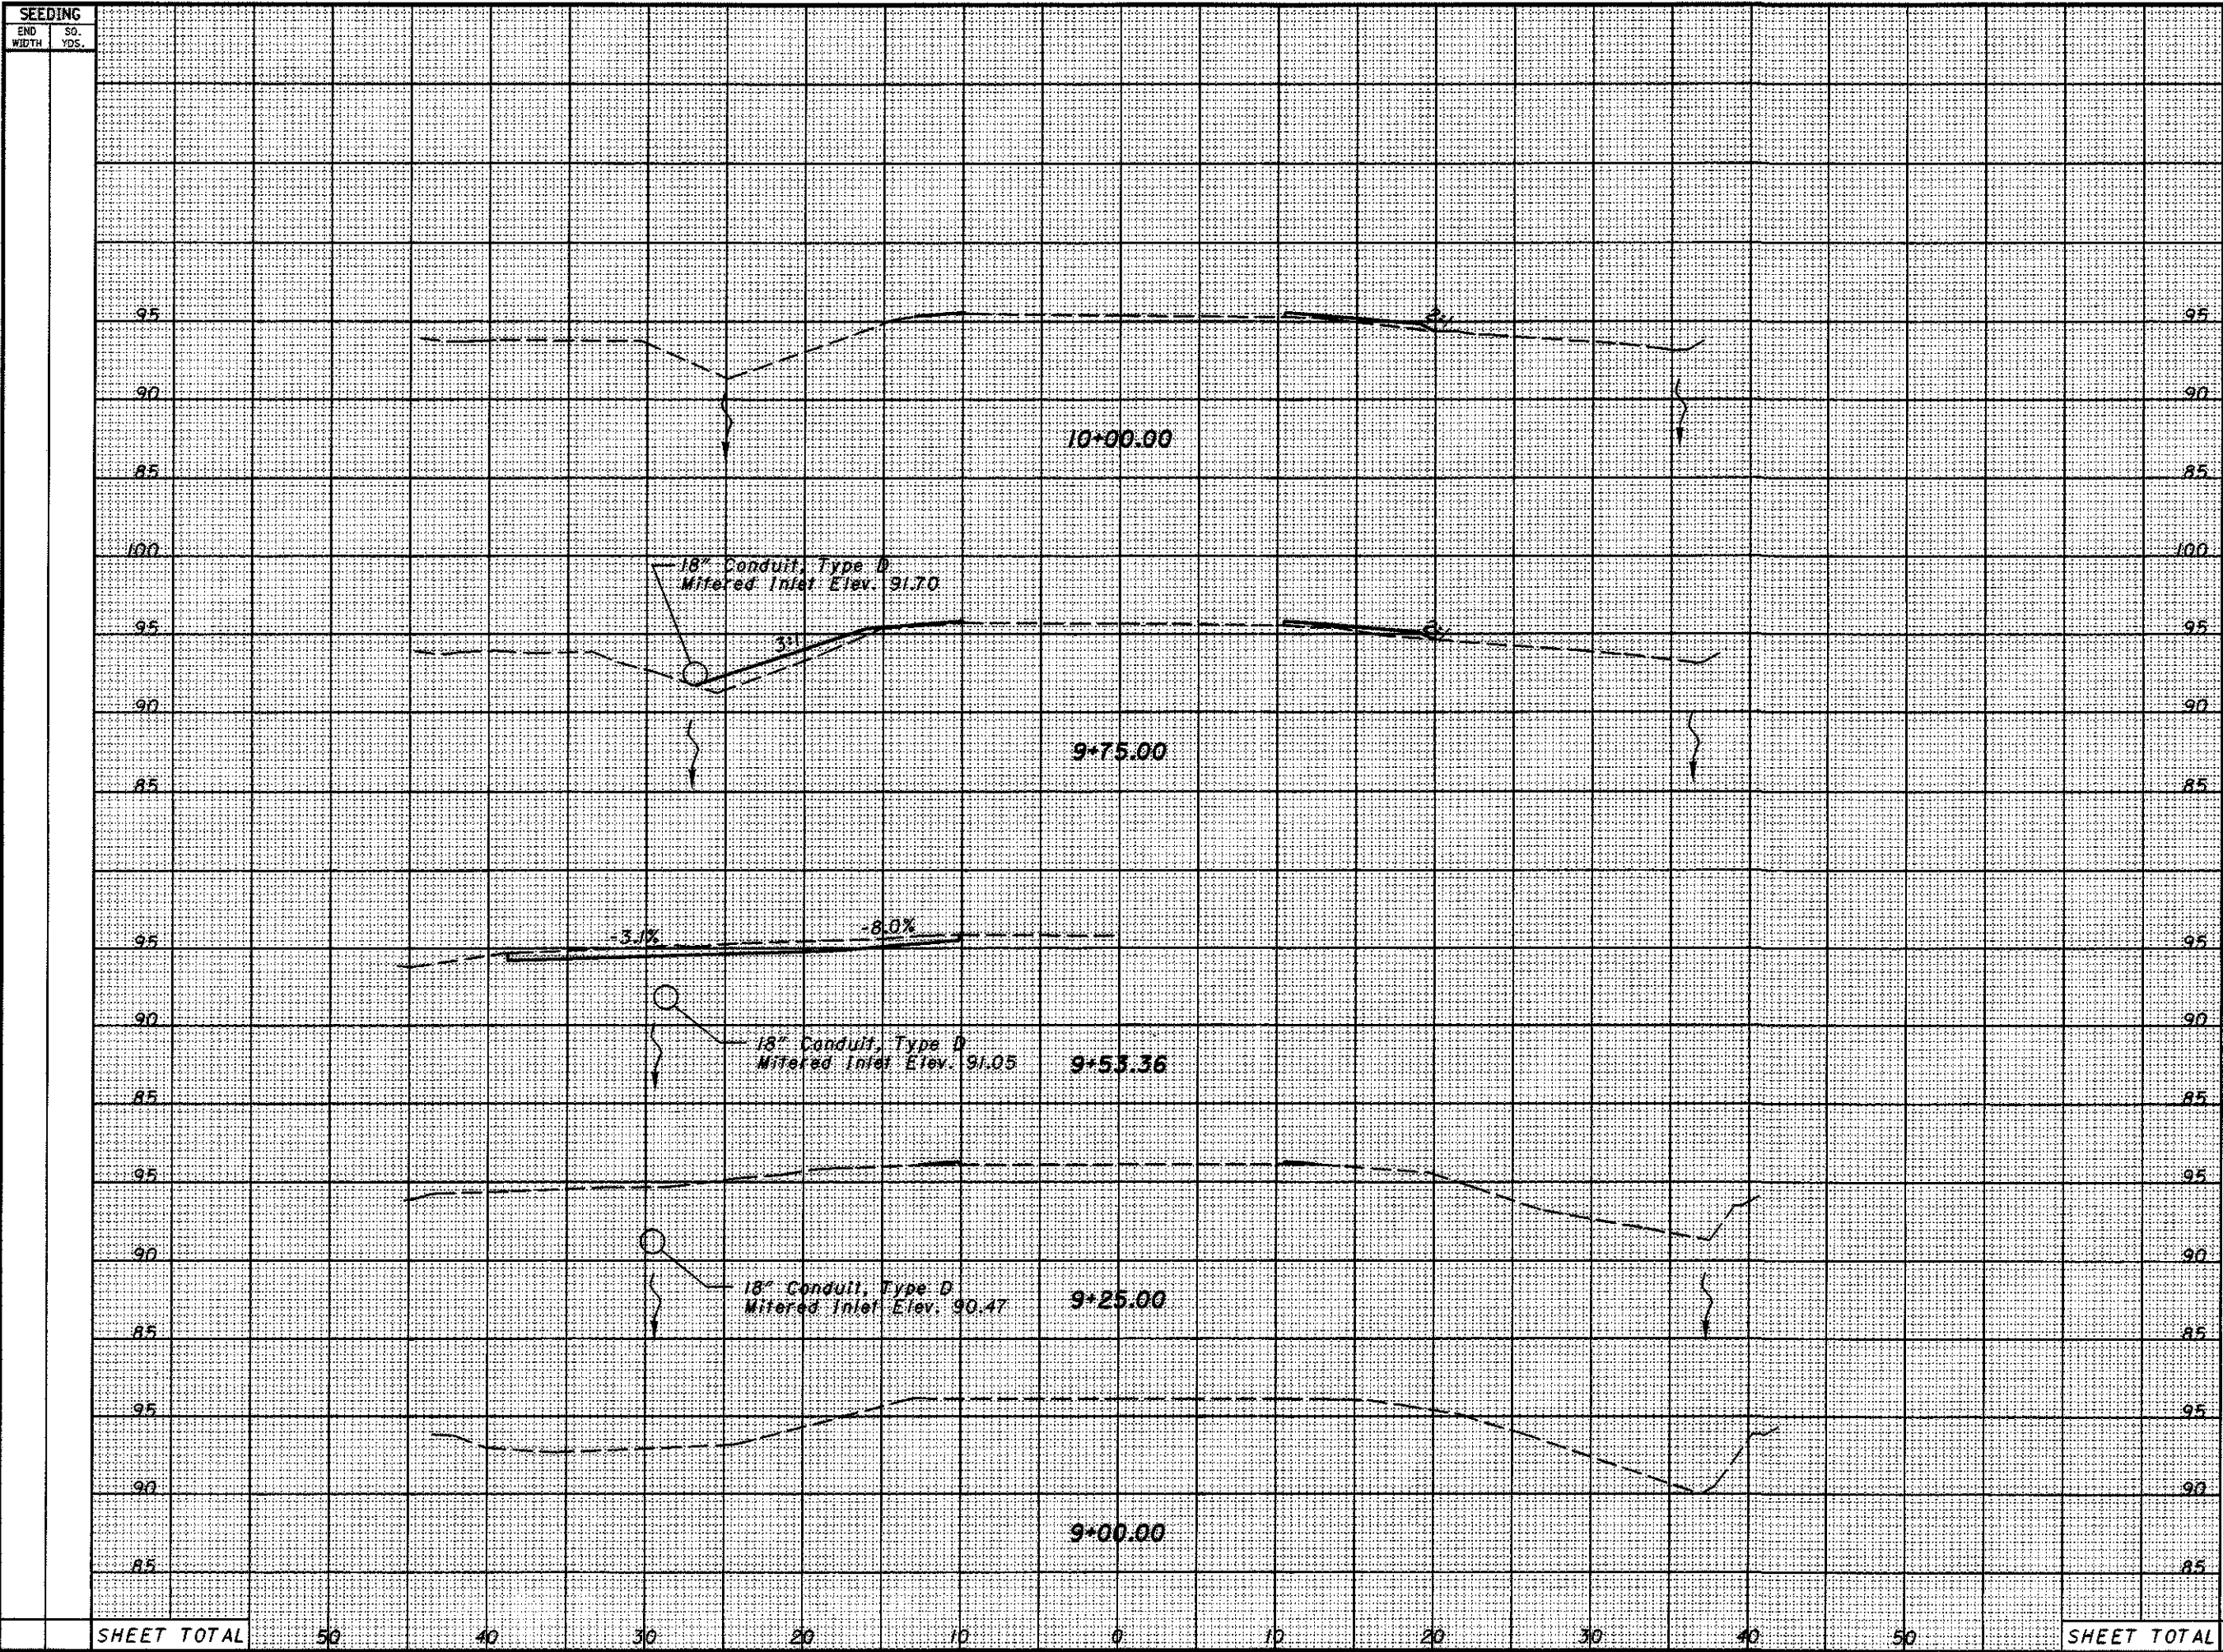 SEEDING
END WIDTH
SQ. YDS.
95 95
90 90
10+00.00
85 85
100 100
18" Conduit, Type D
Mitered Inlet Elev. 91.70
95 3:1 95
90 90
9+75.00
85 85
-8.0%
95 -3.1% 95
90 90
18" Conduit, Type D
Mitered Inlet Elev. 91.05
9+53.36
85 85
95 95
90 90
18" Conduit, Type D
Mitered Inlet Elev. 90.47
9+25.00
85 85
95 95
90 90
9+00.00
85 85
SHEET TOTAL 50 40 30 20 10 0 10 20 30 40 50 SHEET TOTAL